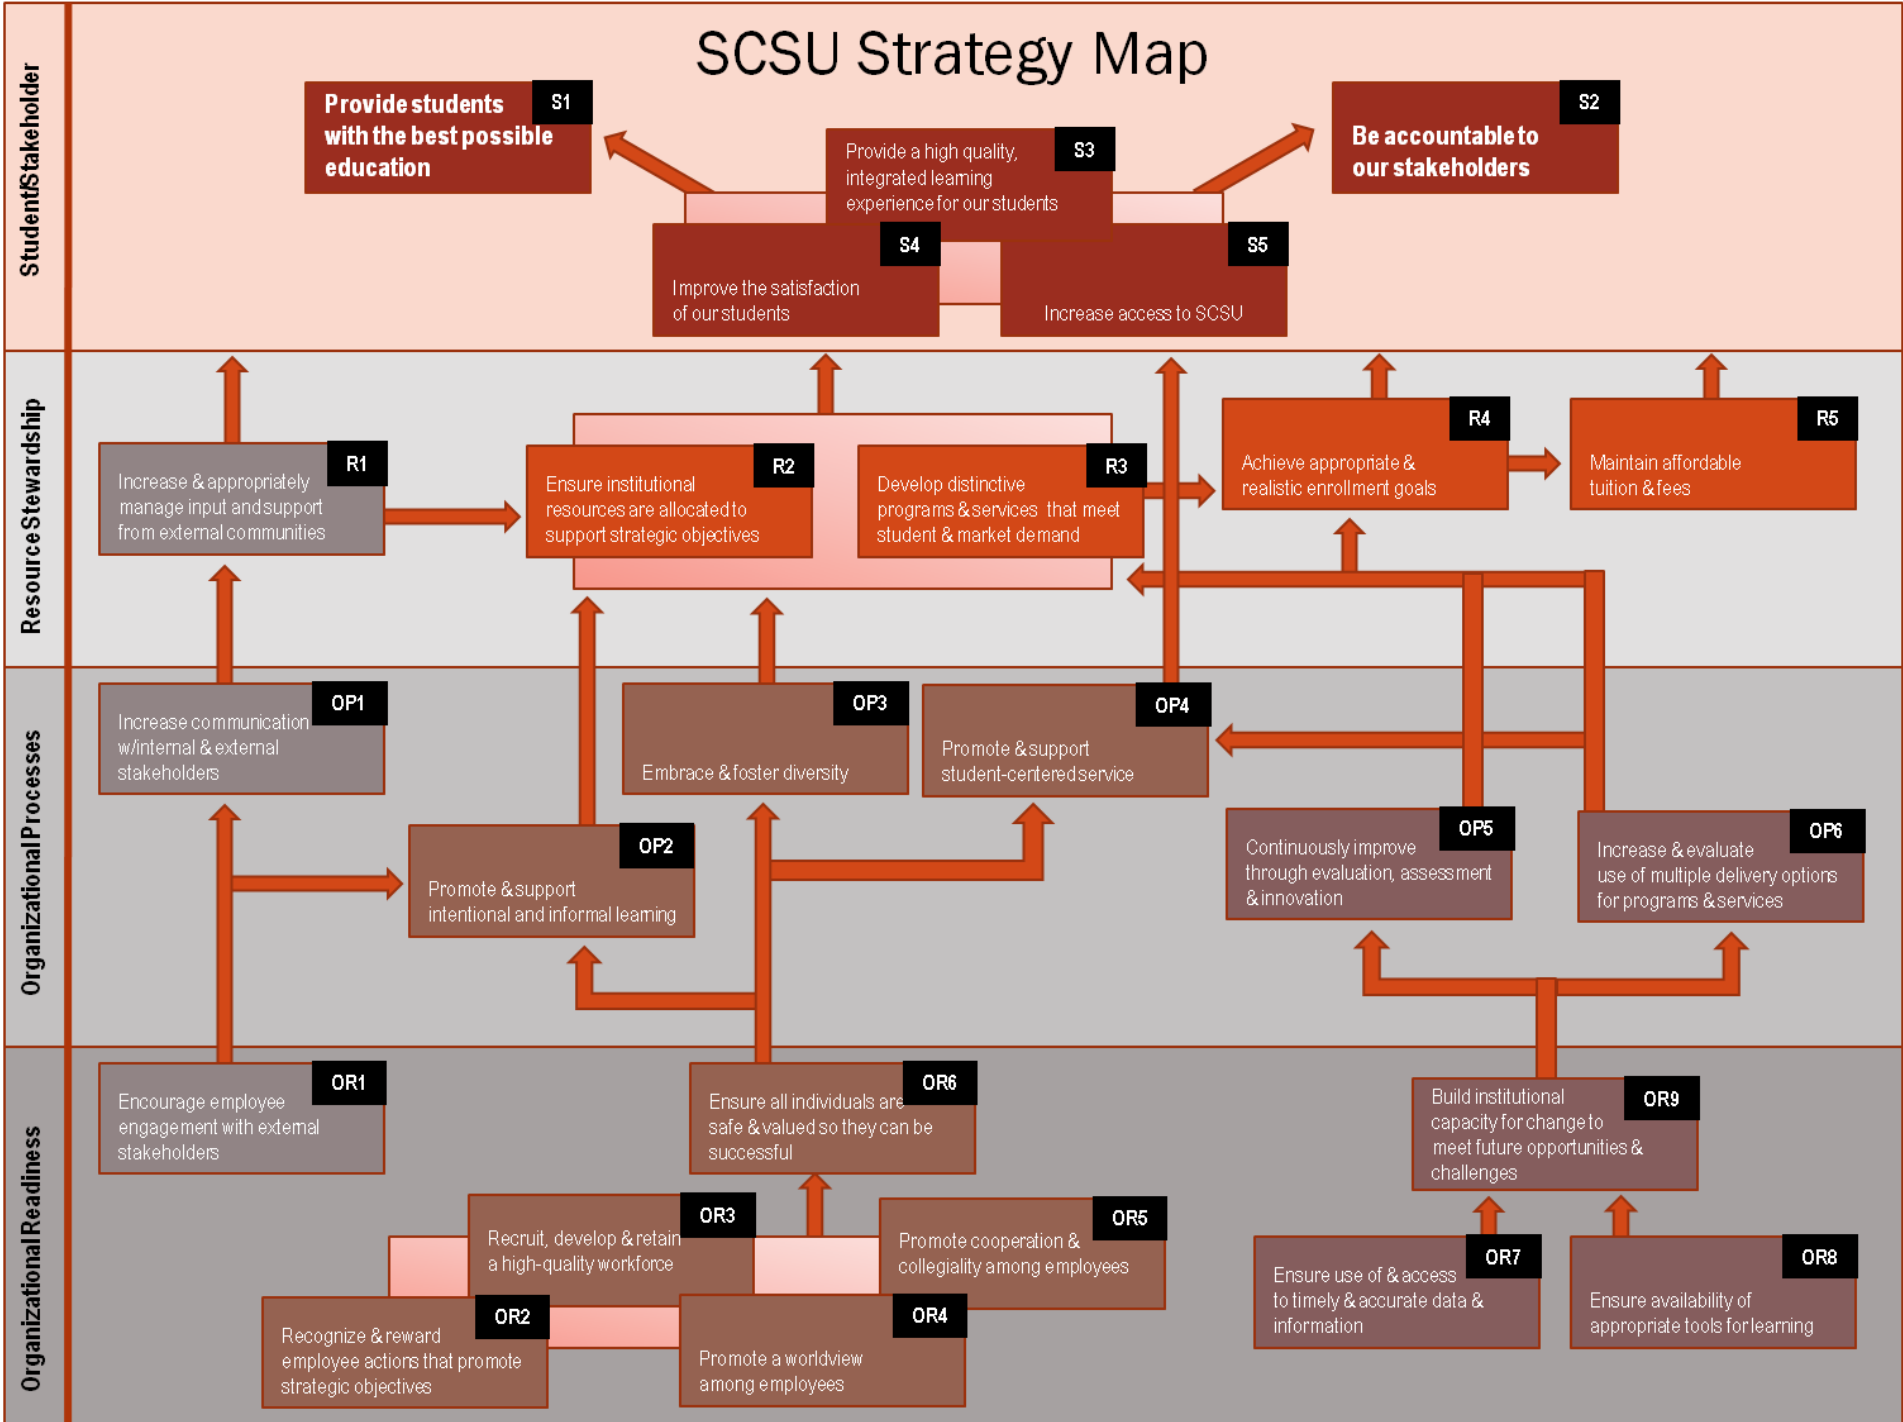 SCSU Strategy Map
Student/Stakeholder
Provide students
with the best possible
education
S1
Provide a high quality,
integrated learning
experience for our students
S3
Be accountable to
our stakeholders
S2
Improve the satisfaction
of our students
S4
Increase access to SCSU
S5
Resource Stewardship
Increase & appropriately
manage input and support
from external communities
R1
Ensure institutional
resources are allocated to
support strategic objectives
R2
Develop distinctive
programs & services that meet
student & market demand
R3
Achieve appropriate &
realistic enrollment goals
R4
Maintain affordable
tuition & fees
R5
Organizational Processes
Increase communication
w/internal & external
stakeholders
OP1
Promote & support
intentional and informal learning
OP2
Embrace & foster diversity
OP3
Promote & support
student-centered service
OP4
Continuously improve
through evaluation, assessment
& innovation
OP5
Increase & evaluate
use of multiple delivery options
for programs & services
OP6
Organizational Readiness
Encourage employee
engagement with external
stakeholders
OR1
Ensure all individuals are
safe & valued so they can be
successful
OR6
Build institutional
capacity for change to
meet future opportunities &
challenges
OR9
Recruit, develop & retain
a high-quality workforce
OR3
Promote cooperation &
collegiality among employees
OR5
Recognize & reward
employee actions that promote
strategic objectives
OR2
Promote a worldview
among employees
OR4
Ensure use of & access
to timely & accurate data &
information
OR7
Ensure availability of
appropriate tools for learning
OR8